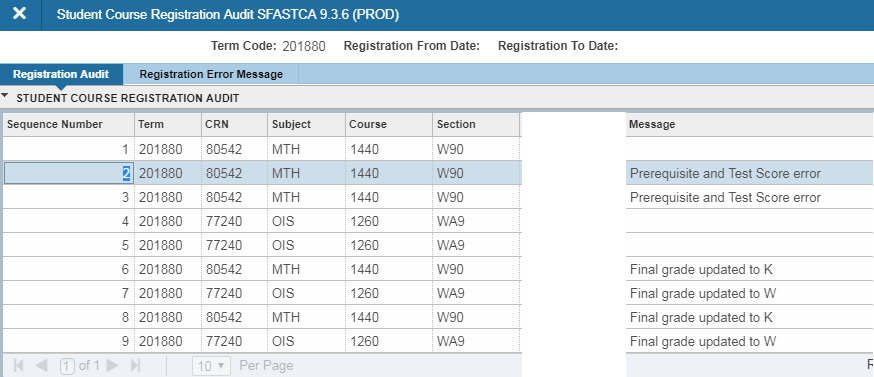 Student Course Registration Audit SFASTCA 9.3.6 (PROD)
Term Code: 201880 Registration From Date: Registration To Date:
Registration Audit Registration Error Message
STUDENT COURSE REGISTRATION AUDIT
Sequence Number Term CRN Subject Course Section Message
1 201880 80542 MTH 1440 W90
2 201880 80542 MTH 1440 W90 Prerequisite and Test Score error
3 201880 80542 MTH 1440 W90 Prerequisite and Test Score error
4 201880 77240 OIS 1260 WA9
5 201880 77240 OIS 1260 WA9
6 201880 80542 MTH 1440 W90 Final grade updated to K
7 201880 77240 OIS 1260 WA9 Final grade updated to W
8 201880 80542 MTH 1440 W90 Final grade updated to K
9 201880 77240 OIS 1260 WA9 Final grade updated to W
1 of 1 10 Per Page